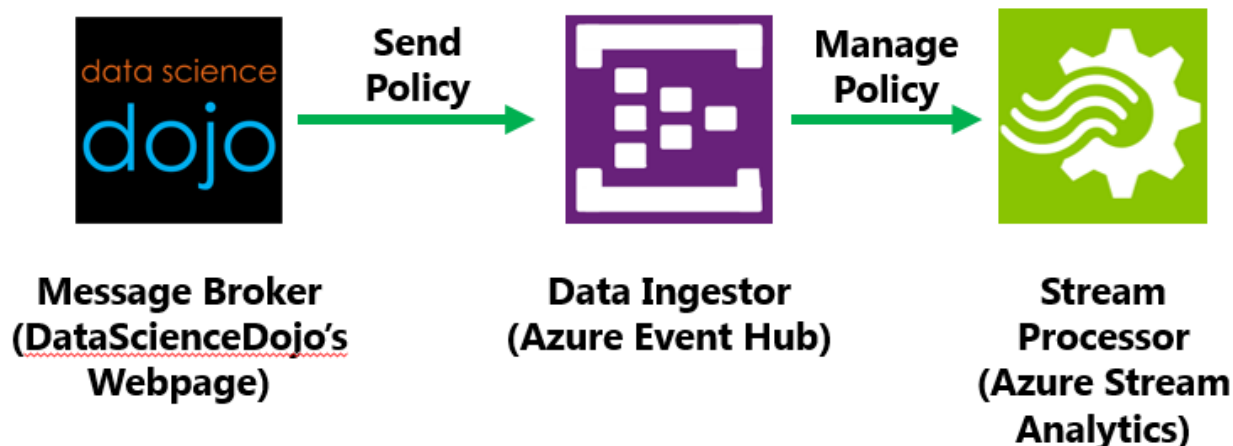 data science
dojo
Send
Policy
Manage
Policy
Message Broker
(DataScienceDojo's
Webpage)
Data Ingestor
(Azure Event Hub)
Stream
Processor
(Azure Stream
Analytics)